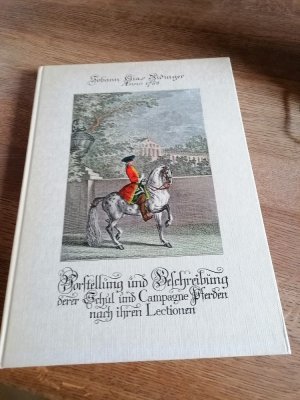 Johann Elias Ridinger
Anno 1760
Vorstellung und Beschreibung
derer Schul und Campagne Pferden
nach ihren Lectionen